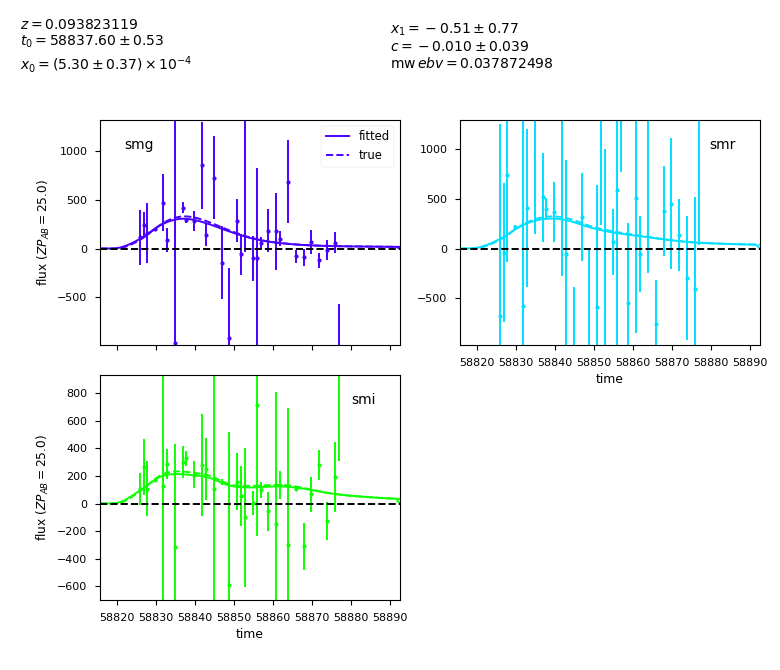 z = 0.093823119
t₀ = 58837.60 ± 0.53
x₀ = (5.30 ± 0.37) × 10⁻⁴
x₁ = −0.51 ± 0.77
c = −0.010 ± 0.039
mw ebv = 0.037872498
smg
fitted
true
1000
500
0
−500
flux (ZP_AB = 25.0)
smr
1000
500
0
−500
58820 58830 58840 58850 58860 58870 58880 58890
time
smi
800
600
400
200
0
−200
−400
−600
flux (ZP_AB = 25.0)
58820 58830 58840 58850 58860 58870 58880 58890
time